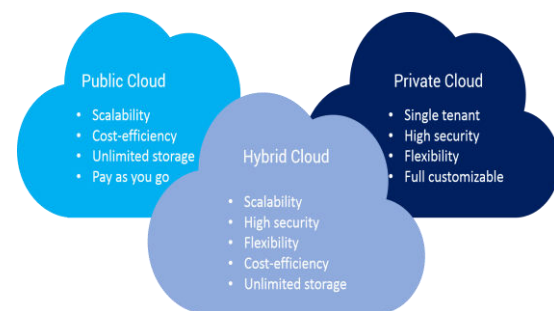 Public Cloud
• Scalability
• Cost-efficiency
• Unlimited storage
• Pay as you go
Hybrid Cloud
• Scalability
• High security
• Flexibility
• Cost-efficiency
• Unlimited storage
Private Cloud
• Single tenant
• High security
• Flexibility
• Full customizable